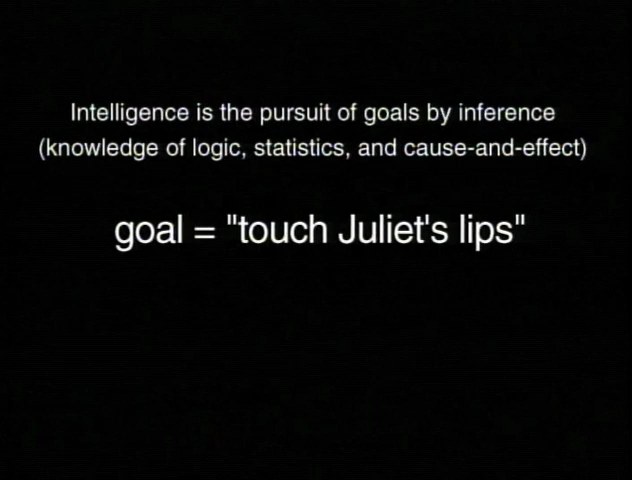 Intelligence is the pursuit of goals by inference
(knowledge of logic, statistics, and cause-and-effect)
goal = "touch Juliet's lips"